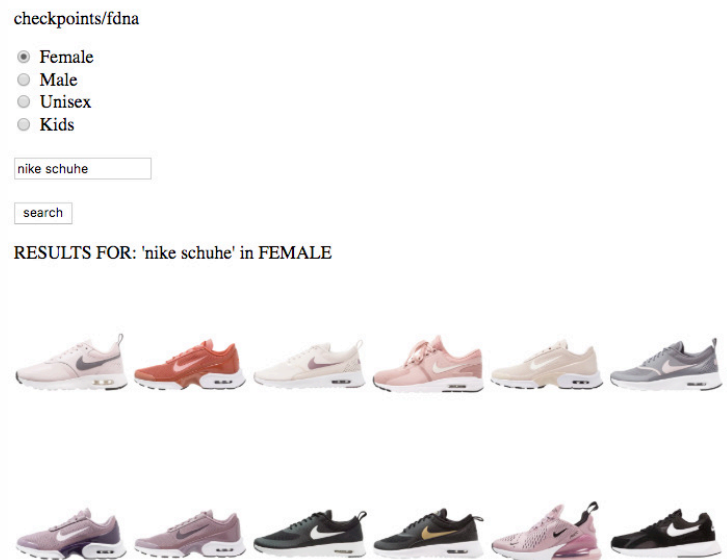 checkpoints/fdna
Female
Male
Unisex
Kids
nike schuhe
search
RESULTS FOR: 'nike schuhe' in FEMALE